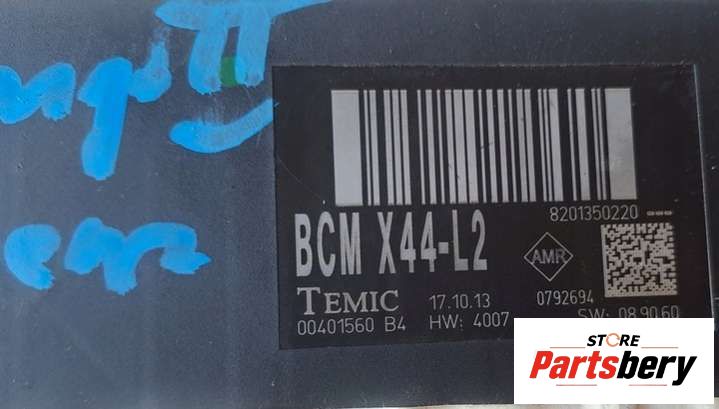 8201350220
BCM X44-L2
AMR
TEMIC 17.10.13 0792694
00401560 B4 HW: 4007 SW: 08.90.60
STORE
Partsbery